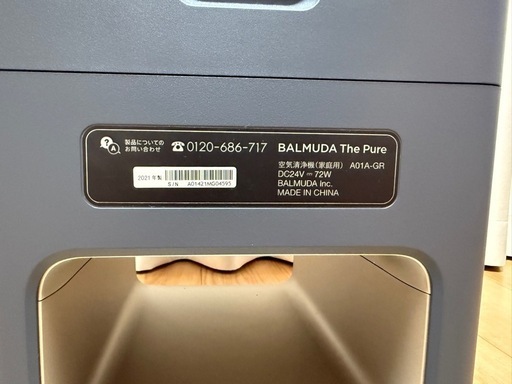 Q A 製品についての
お問い合わせ
☎0120-686-717
2021年製
S/N A01421MG04595
BALMUDA The Pure
空気清浄機(家庭用) A01A-GR
DC24V ⎓ 72W
BALMUDA Inc.
MADE IN CHINA